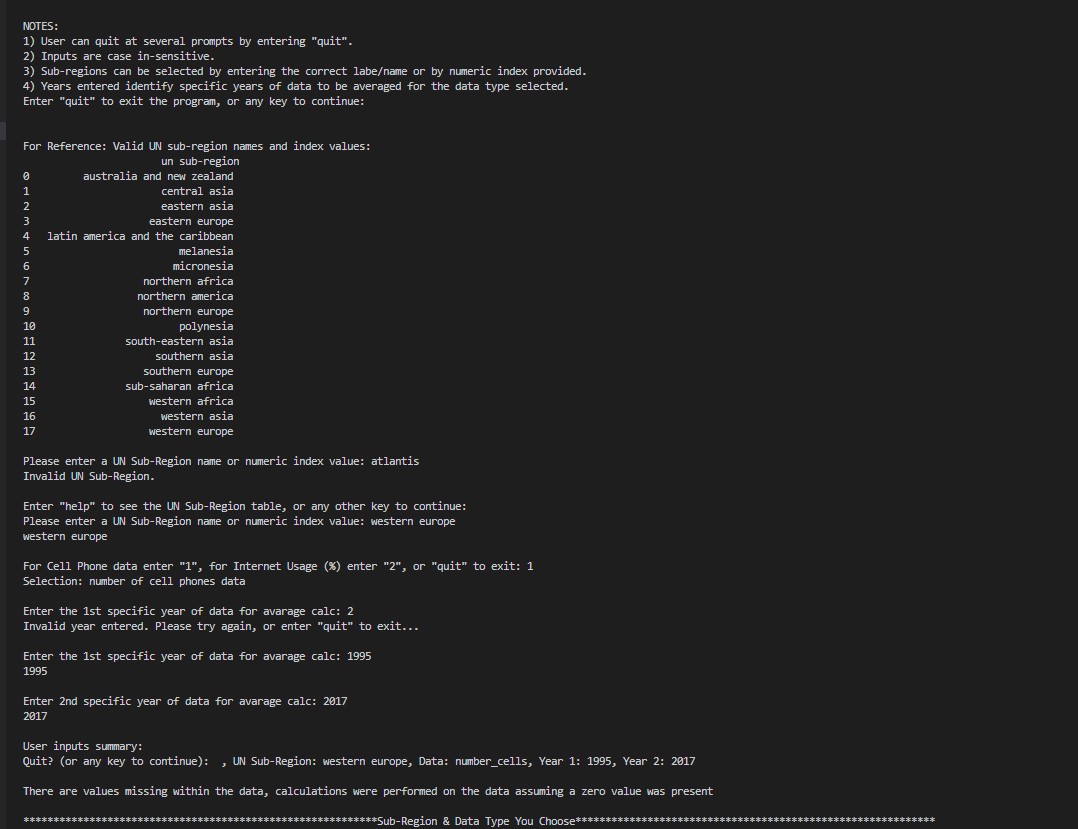 NOTES:
1) User can quit at several prompts by entering "quit".
2) Inputs are case in-sensitive.
3) Sub-regions can be selected by entering the correct labe/name or by numeric index provided.
4) Years entered identify specific years of data to be averaged for the data type selected.
Enter "quit" to exit the program, or any key to continue:
For Reference: Valid UN sub-region names and index values:
un sub-region
0 australia and new zealand
1 central asia
2 eastern asia
3 eastern europe
4 latin america and the caribbean
5 melanesia
6 micronesia
7 northern africa
8 northern america
9 northern europe
10 polynesia
11 south-eastern asia
12 southern asia
13 southern europe
14 sub-saharan africa
15 western africa
16 western asia
17 western europe
Please enter a UN Sub-Region name or numeric index value: atlantis
Invalid UN Sub-Region.
Enter "help" to see the UN Sub-Region table, or any other key to continue:
Please enter a UN Sub-Region name or numeric index value: western europe
western europe
For Cell Phone data enter "1", for Internet Usage (%) enter "2", or "quit" to exit: 1
Selection: number of cell phones data
Enter the 1st specific year of data for avarage calc: 2
Invalid year entered. Please try again, or enter "quit" to exit...
Enter the 1st specific year of data for avarage calc: 1995
1995
Enter 2nd specific year of data for avarage calc: 2017
2017
User inputs summary:
Quit? (or any key to continue):  , UN Sub-Region: western europe, Data: number_cells, Year 1: 1995, Year 2: 2017
There are values missing within the data, calculations were performed on the data assuming a zero value was present
***********************************************************Sub-Region & Data Type You Choose************************************************************